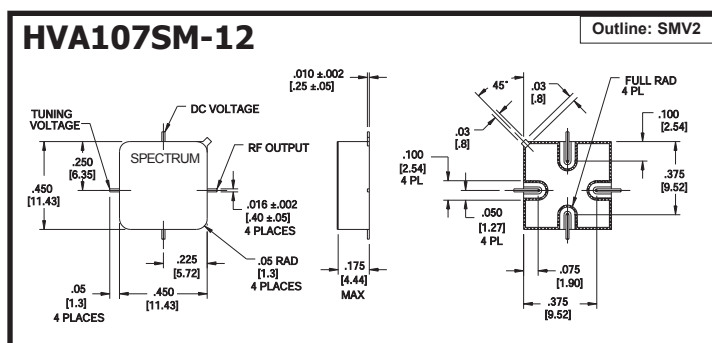 HVA107SM-12
Outline: SMV2
TUNING
VOLTAGE
DC VOLTAGE
SPECTRUM
RF OUTPUT
.250
[6.35]
.450
[11.43]
.016 ±.002
[.40 ±.05]
4 PLACES
.05 RAD
[1.3]
4 PLACES
.225
[5.72]
.05
[1.3]
4 PLACES
.450
[11.43]
.010 ±.002
[.25 ±.05]
.175
[4.44]
MAX
45°
.03
[.8]
.03
[.8]
FULL RAD
4 PL
.100
[2.54]
.100
[2.54]
4 PL
.375
[9.52]
.050
[1.27]
4 PL
.075
[1.90]
.375
[9.52]